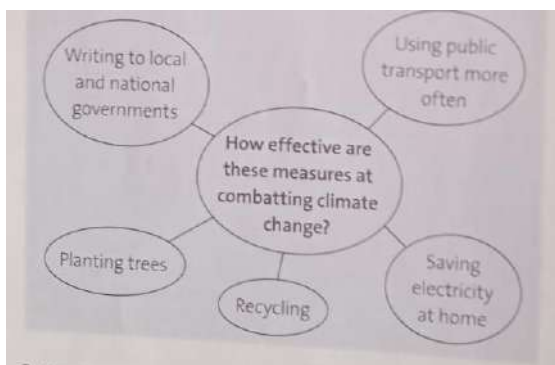 Writing to local
and national
governments
Using public
transport more
often
How effective are
these measures at
combatting climate
change?
Planting trees
Recycling
Saving
electricity
at home